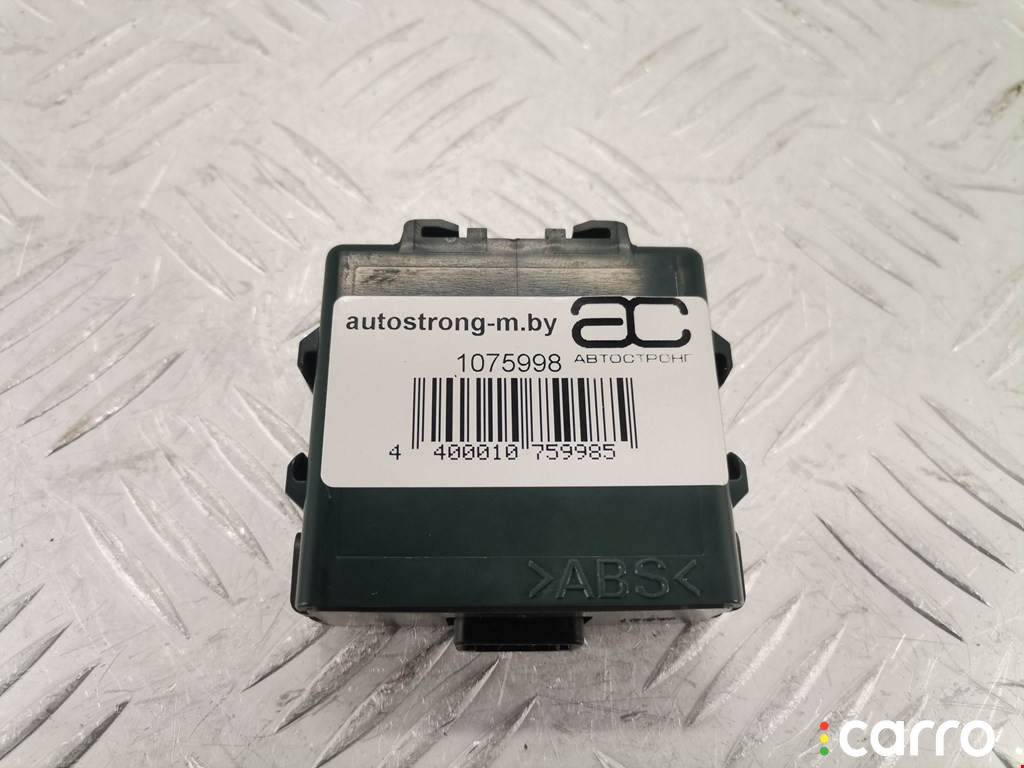 autostrong-m.by
ac
АВТОСТРОНГ
1075998
4 400010 759985
>ABS<
carro